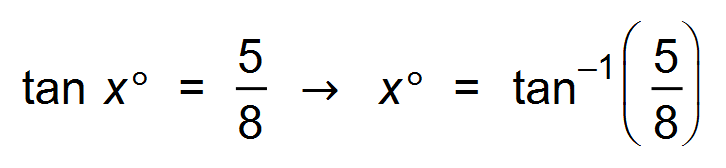 tan x° = 5/8 → x° = tan⁻¹(5/8)